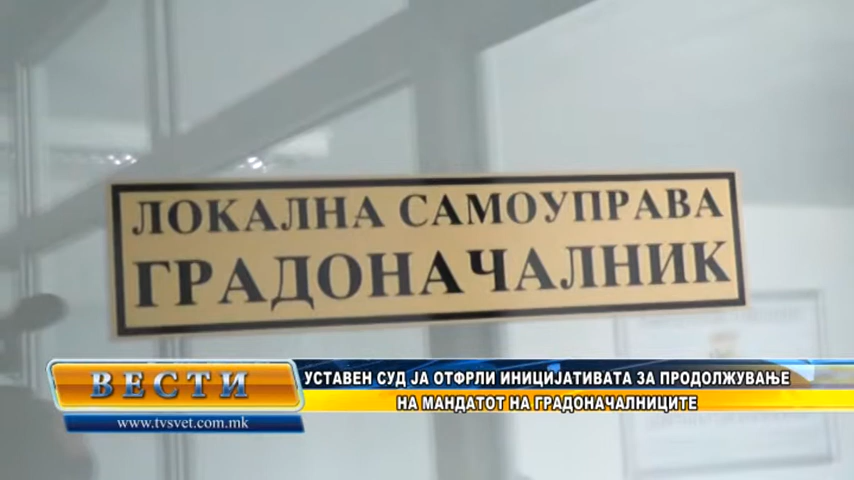 ЛОКАЛНА САМОУПРАВА
ГРАДОНАЧАЛНИК
ВЕСТИ
www.tvsvet.com.mk
УСТАВЕН СУД ЈА ОТФРЛИ ИНИЦИЈАТИВАТА ЗА ПРОДОЛЖУВАЊЕ
НА МАНДАТОТ НА ГРАДОНАЧАЛНИЦИТЕ